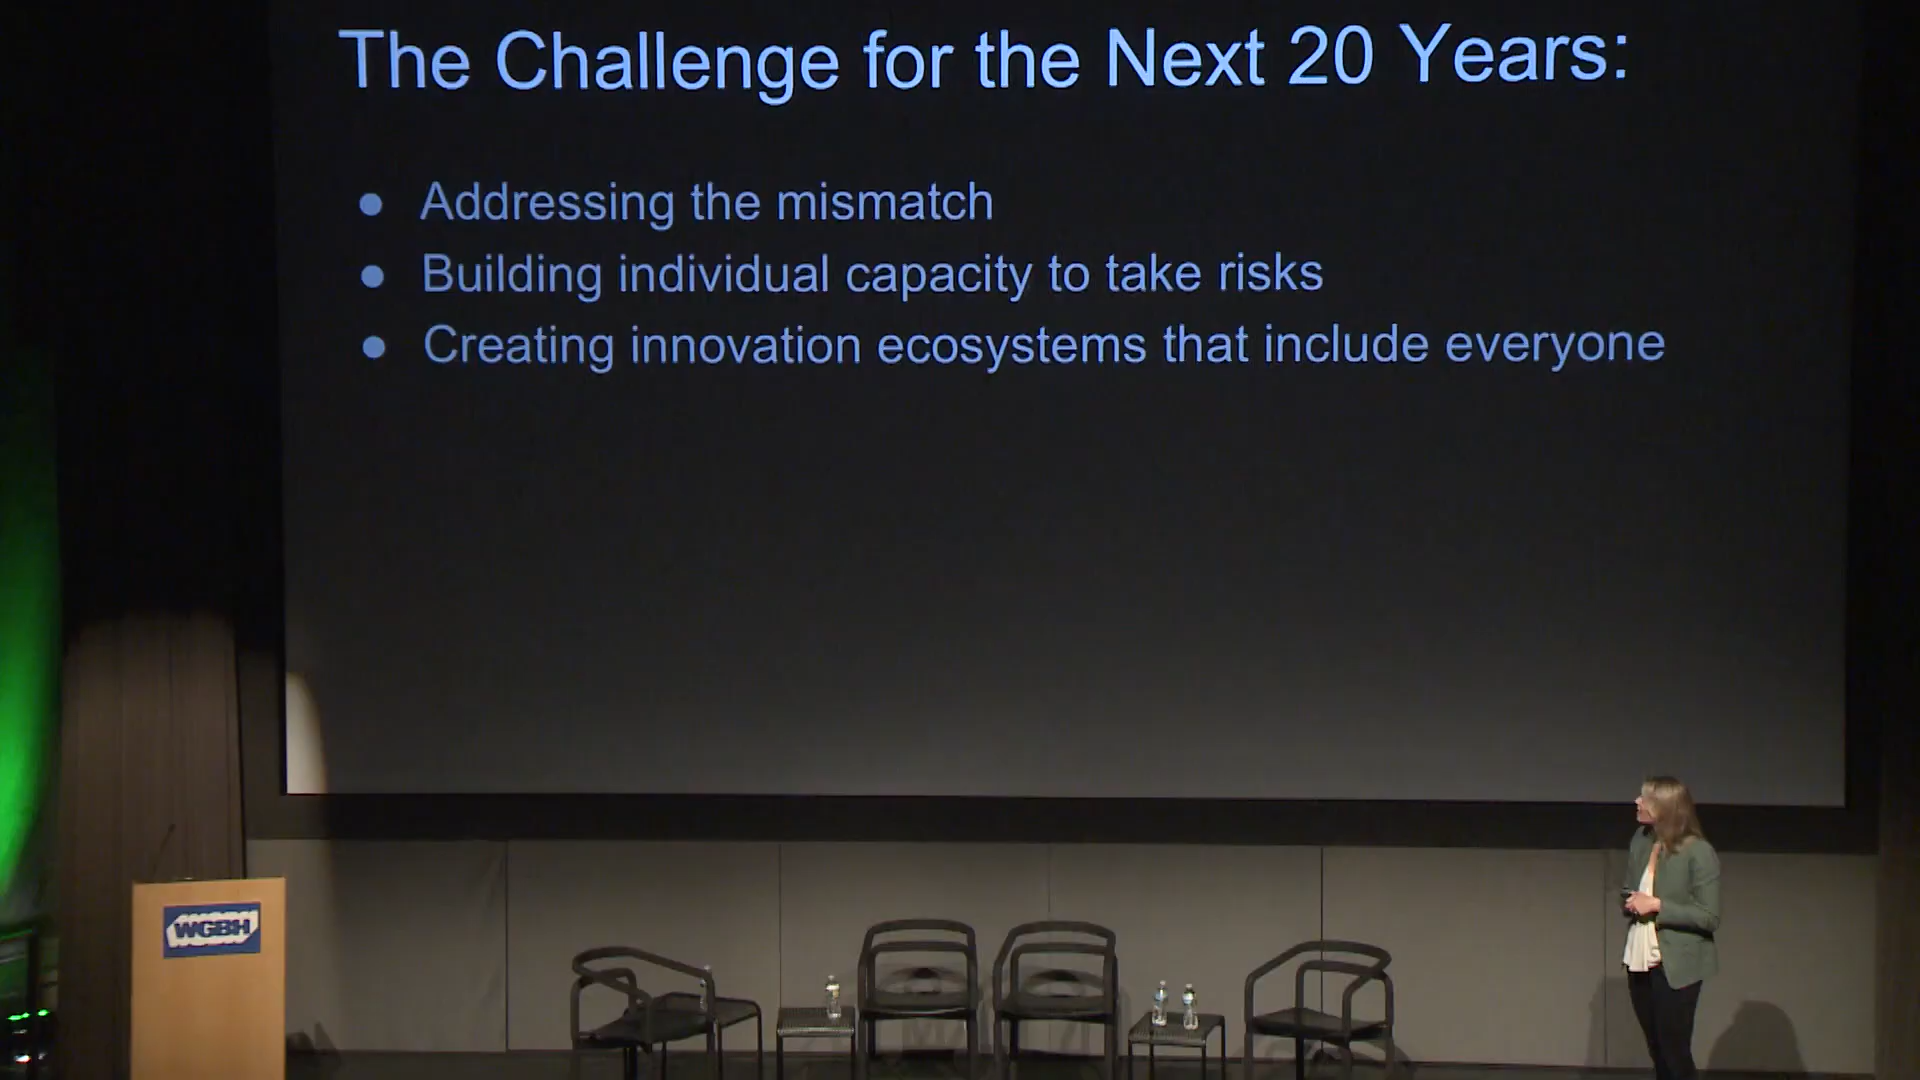 The Challenge for the Next 20 Years:
● Addressing the mismatch
● Building individual capacity to take risks
● Creating innovation ecosystems that include everyone
WGBH